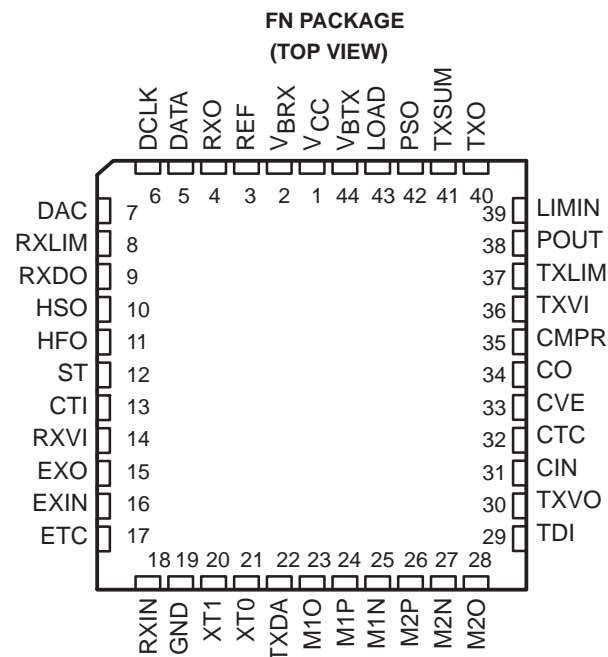 FN PACKAGE
(TOP VIEW)
DCLK DATA RXO REF VBRX VCC VBTX LOAD PSO TXSUM TXO
6 5 4 3 2 1 44 43 42 41 40
DAC 7
RXLIM 8
RXDO 9
HSO 10
HFO 11
ST 12
CTI 13
RXVI 14
EXO 15
EXIN 16
ETC 17
39 LIMIN
38 POUT
37 TXLIM
36 TXVI
35 CMPR
34 CO
33 CVE
32 CTC
31 CIN
30 TXVO
29 TDI
18 19 20 21 22 23 24 25 26 27 28
RXIN GND XT1 XT0 TXDA M1O M1P M1N M2P M2N M2O